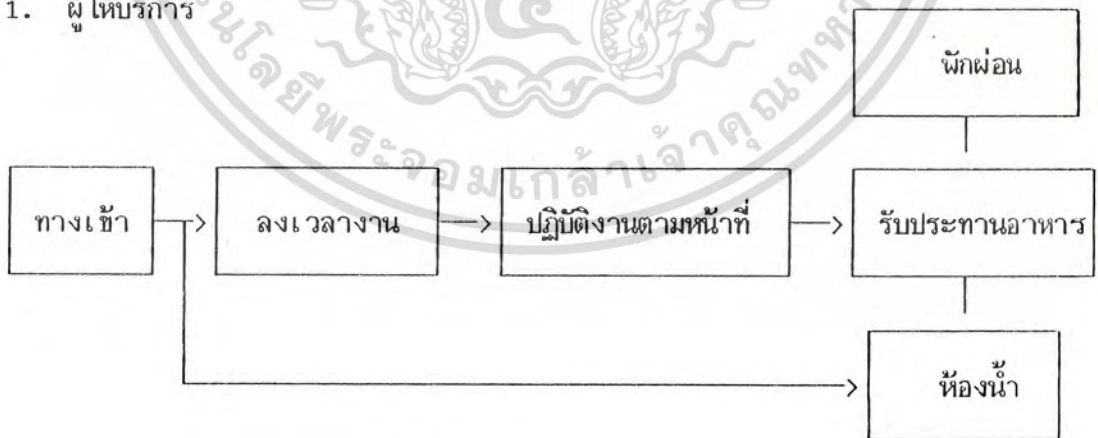 1. ผู้ให้บริการ
พักผ่อน
ทางเข้า
ลงเวลางาน
ปฏิบัติงานตามหน้าที่
รับประทานอาหาร
ห้องน้ำ